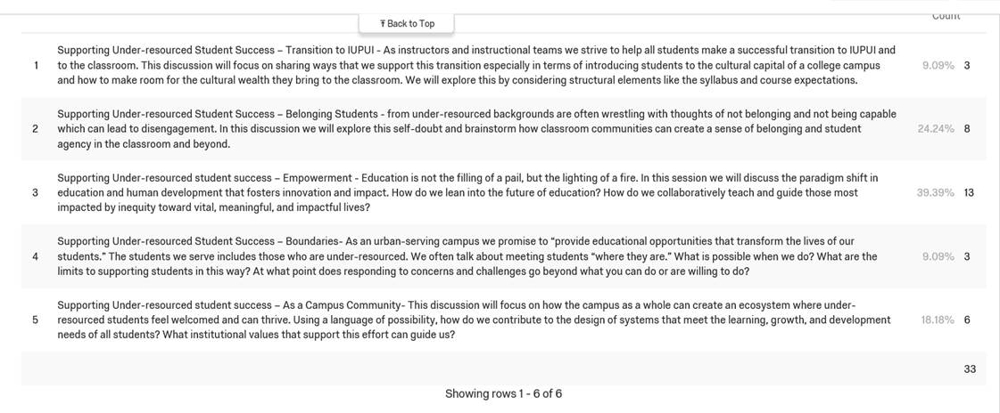 Count
Back to Top
Supporting Under-resourced Student Success – Transition to IUPUI - As instructors and instructional teams we strive to help all students make a successful transition to IUPUI and
1 to the classroom. This discussion will focus on sharing ways that we support this transition especially in terms of introducing students to the cultural capital of a college campus 9.09% 3
and how to make room for the cultural wealth they bring to the classroom. We will explore this by considering structural elements like the syllabus and course expectations.
Supporting Under-resourced Student Success – Belonging Students - from under-resourced backgrounds are often wrestling with thoughts of not belonging and not being capable
2 which can lead to disengagement. In this discussion we will explore this self-doubt and brainstorm how classroom communities can create a sense of belonging and student 24.24% 8
agency in the classroom and beyond.
Supporting Under-resourced student success – Empowerment - Education is not the filling of a pail, but the lighting of a fire. In this session we will discuss the paradigm shift in
3 education and human development that fosters innovation and impact. How do we lean into the future of education? How do we collaboratively teach and guide those most 39.39% 13
impacted by inequity toward vital, meaningful, and impactful lives?
Supporting Under-resourced Student Success – Boundaries- As an urban-serving campus we promise to “provide educational opportunities that transform the lives of our
4 students.” The students we serve includes those who are under-resourced. We often talk about meeting students “where they are.” What is possible when we do? What are the 9.09% 3
limits to supporting students in this way? At what point does responding to concerns and challenges go beyond what you can do or are willing to do?
Supporting Under-resourced student success – As a Campus Community- This discussion will focus on how the campus as a whole can create an ecosystem where under-
5 resourced students feel welcomed and can thrive. Using a language of possibility, how do we contribute to the design of systems that meet the learning, growth, and development 18.18% 6
needs of all students? What institutional values that support this effort can guide us?
33
Showing rows 1 - 6 of 6